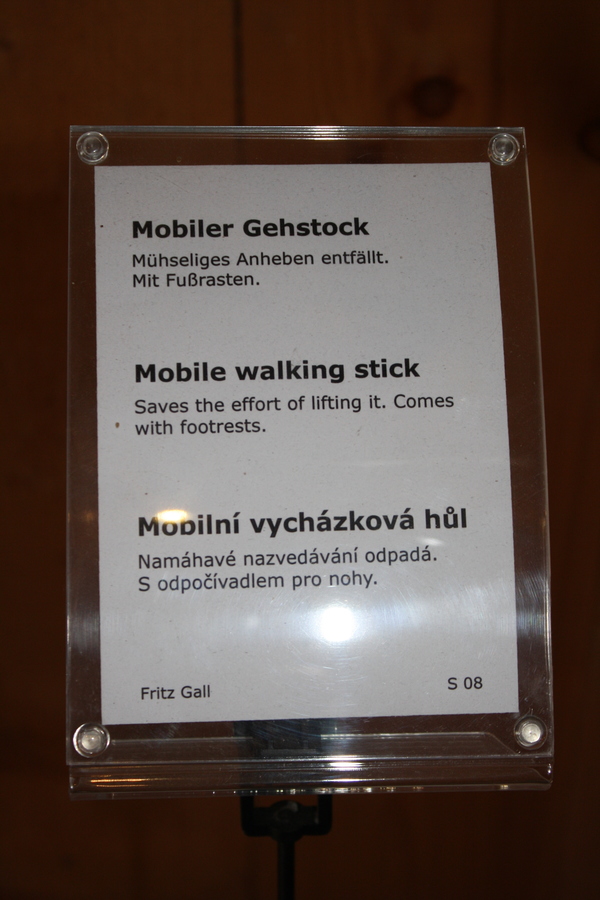 Mobiler Gehstock
Mühseliges Anheben entfällt.
Mit Fußrasten.
Mobile walking stick
Saves the effort of lifting it. Comes
with footrests.
Mobilní vycházková hůl
Namáhavé nazvedávání odpadá.
S odpočívadlem pro nohy.
Fritz Gall
S 08